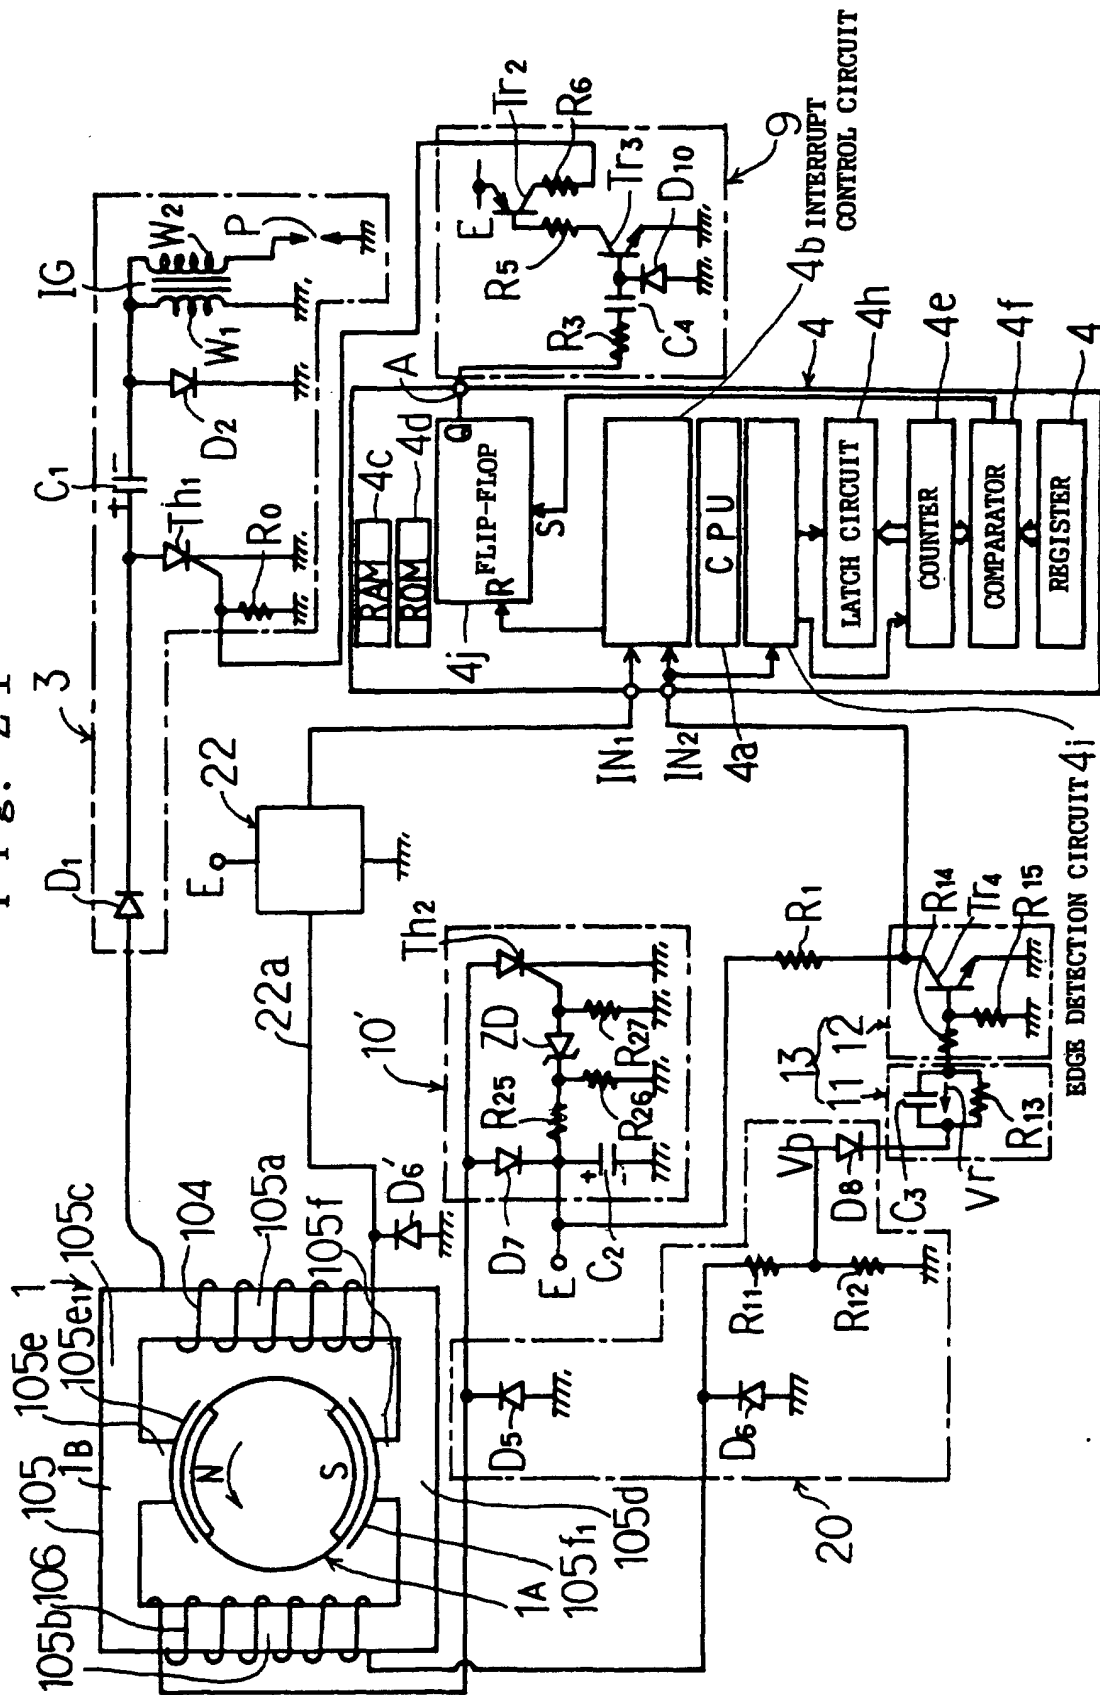 Fig. 21
3
D1
C1
+
-
IG
W1
W2
P
D2
Th1
R0
22
E
22a
Th2
10'
ZD
R25
R26
R27
D7
D6'
C2
+
-
E
105c
104
105a
105f
1
105e1
105e
105
1B
106
105b
N
S
1A
105f1
105d
D5
D6
20
R11
R12
Vp
D8
C3
Vr
R13
11
13
12
R14
Tr4
R15
R1
IN1
IN2
4a
EDGE DETECTION CIRCUIT 4i
4j
RAM
4c
ROM
4d
FLIP-FLOP
R
S
Q
A
CPU
LATCH CIRCUIT
COUNTER
COMPARATOR
REGISTER
4
4h
4e
4f
4
4b INTERRUPT
CONTROL CIRCUIT
9
E
Tr2
R6
R5
Tr3
D10
R3
C4